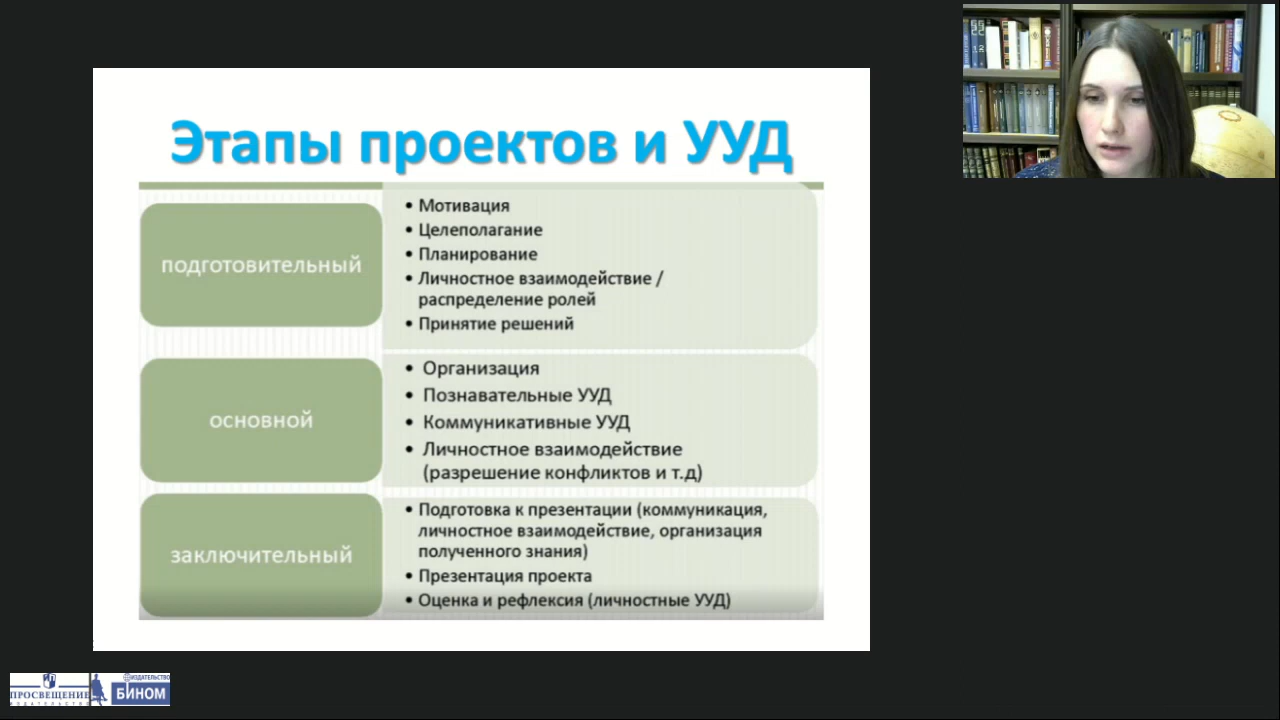 Этапы проектов и УУД
подготовительный
• Мотивация
• Целеполагание
• Планирование
• Личностное взаимодействие /
распределение ролей
• Принятие решений
основной
• Организация
• Познавательные УУД
• Коммуникативные УУД
• Личностное взаимодействие
(разрешение конфликтов и т.д)
заключительный
• Подготовка к презентации (коммуникация,
личностное взаимодействие, организация
полученного знания)
• Презентация проекта
• Оценка и рефлексия (личностные УУД)
ПРОСВЕЩЕНИЕ
ИЗДАТЕЛЬСТВО
ИЗДАТЕЛЬСТВО
БИНОМ